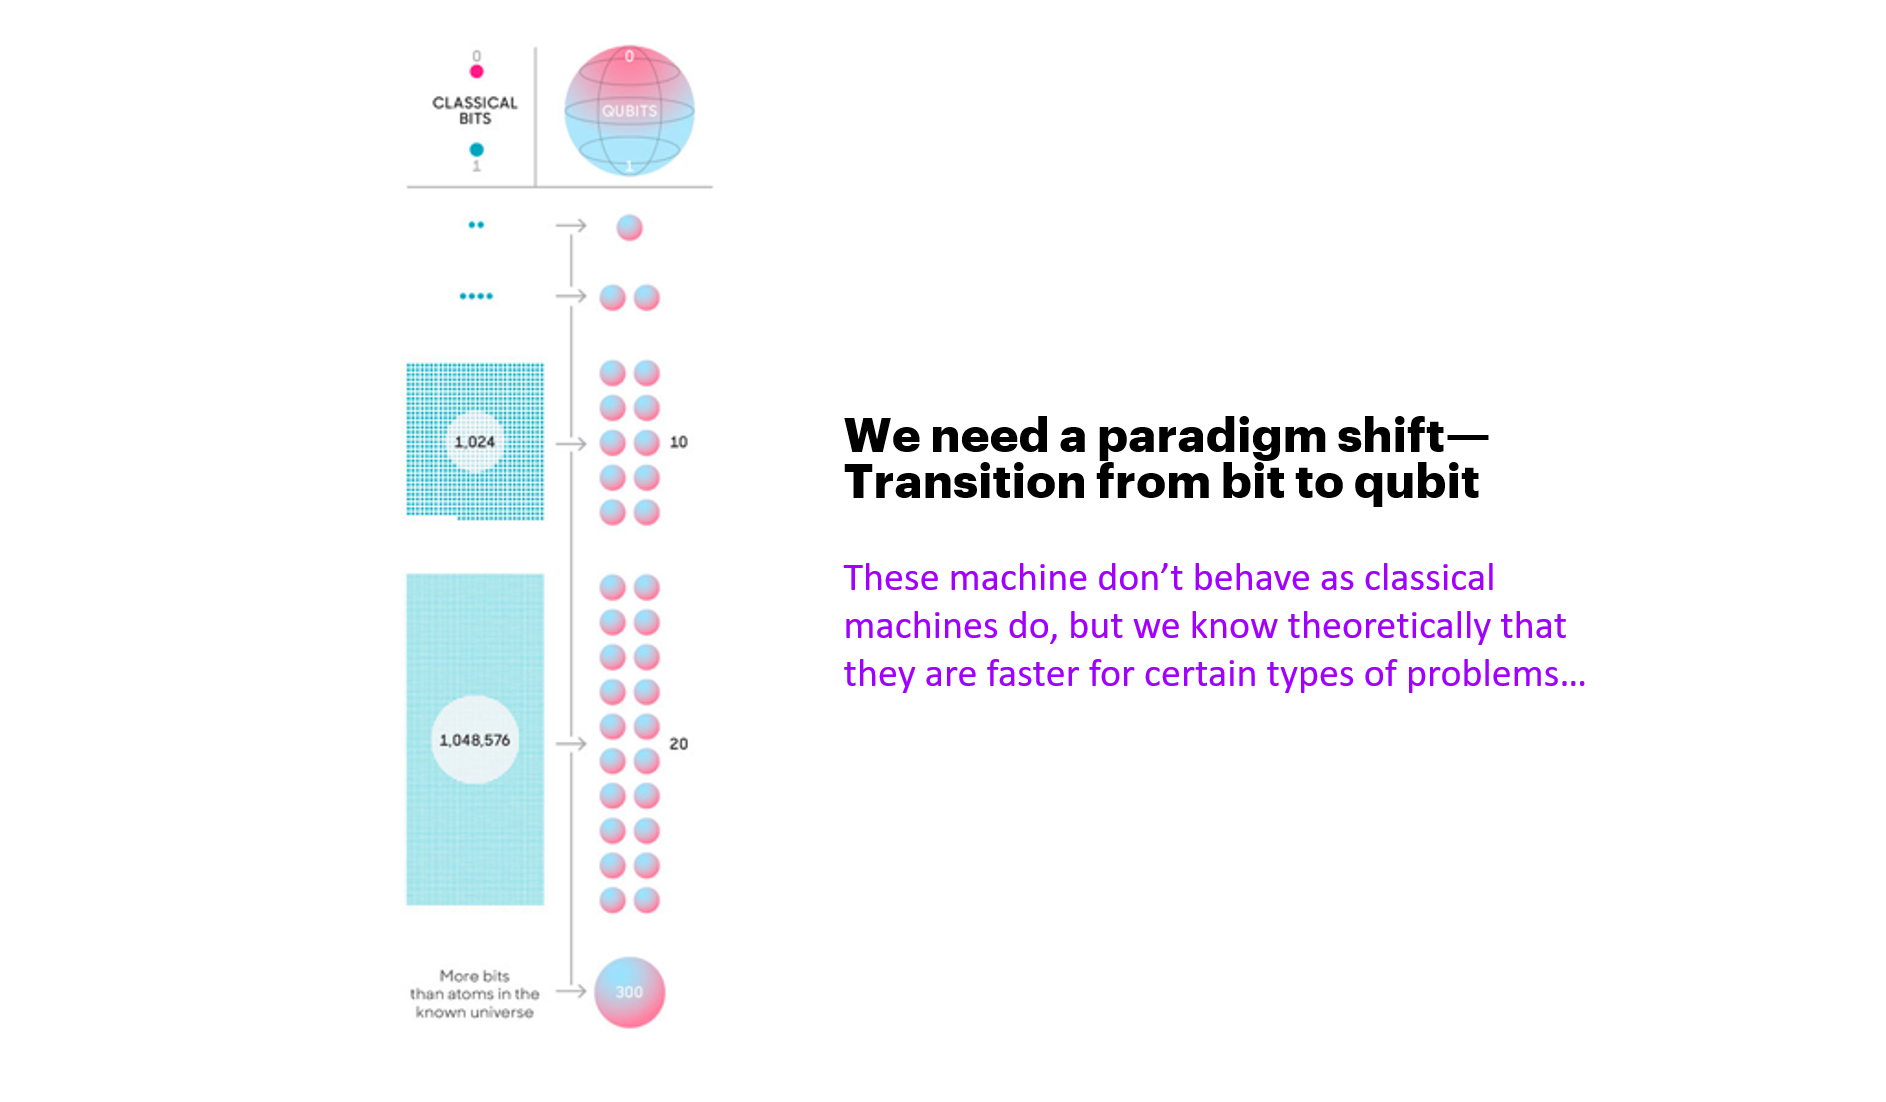 0
CLASSICAL
BITS
1
0
QUBITS
1
1,024
10
1,048,576
20
More bits
than atoms in the
known universe
300
We need a paradigm shift—
Transition from bit to qubit
These machine don’t behave as classical
machines do, but we know theoretically that
they are faster for certain types of problems...